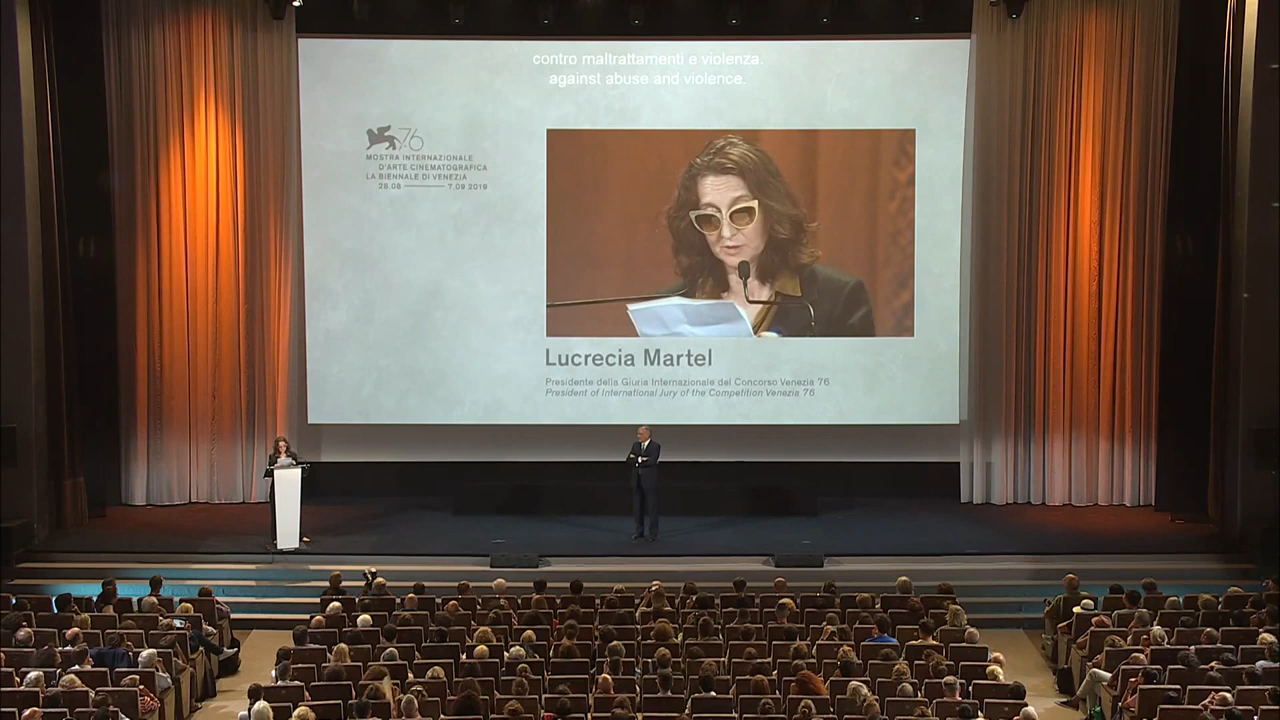 contro maltrattamenti e violenza.
against abuse and violence.
76
MOSTRA INTERNAZIONALE
D'ARTE CINEMATOGRAFICA
LA BIENNALE DI VENEZIA
28.08 — 7.09 2019
Lucrecia Martel
Presidente della Giuria Internazionale del Concorso Venezia 76
President of International Jury of the Competition Venezia 76